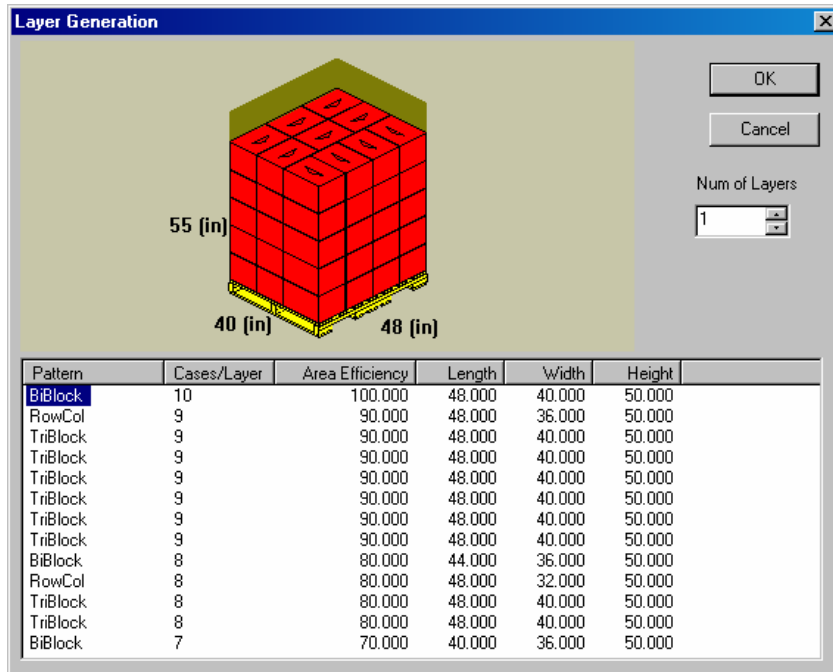 Layer Generation
OK
Cancel
Num of Layers
1
55 (in)
40 (in)
48 (in)
Pattern Cases/Layer Area Efficiency Length Width Height
BiBlock 10 100.000 48.000 40.000 50.000
RowCol 9 90.000 48.000 36.000 50.000
TriBlock 9 90.000 48.000 40.000 50.000
TriBlock 9 90.000 48.000 40.000 50.000
TriBlock 9 90.000 48.000 40.000 50.000
TriBlock 9 90.000 48.000 40.000 50.000
TriBlock 9 90.000 48.000 40.000 50.000
TriBlock 9 90.000 48.000 40.000 50.000
BiBlock 8 80.000 44.000 36.000 50.000
RowCol 8 80.000 48.000 32.000 50.000
TriBlock 8 80.000 48.000 40.000 50.000
TriBlock 8 80.000 48.000 40.000 50.000
BiBlock 7 70.000 40.000 36.000 50.000